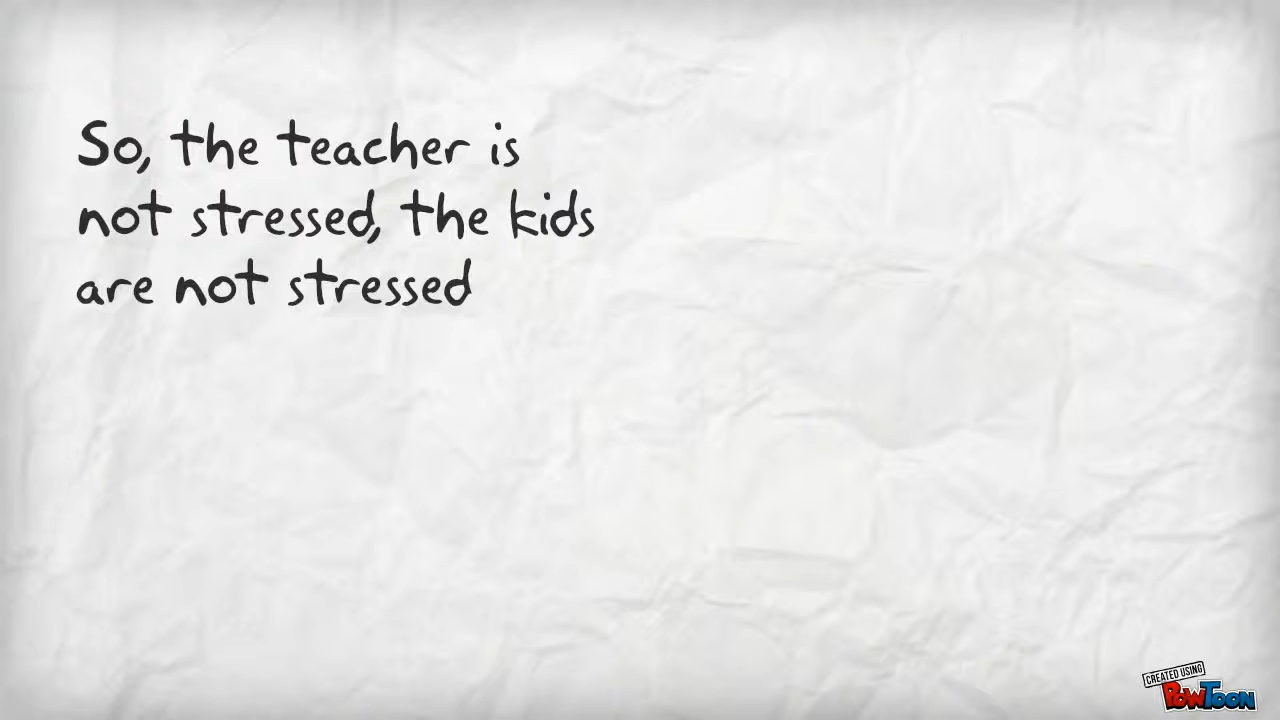 So, the teacher is
not stressed, the kids
are not stressed
CREATED USING
POWTOON